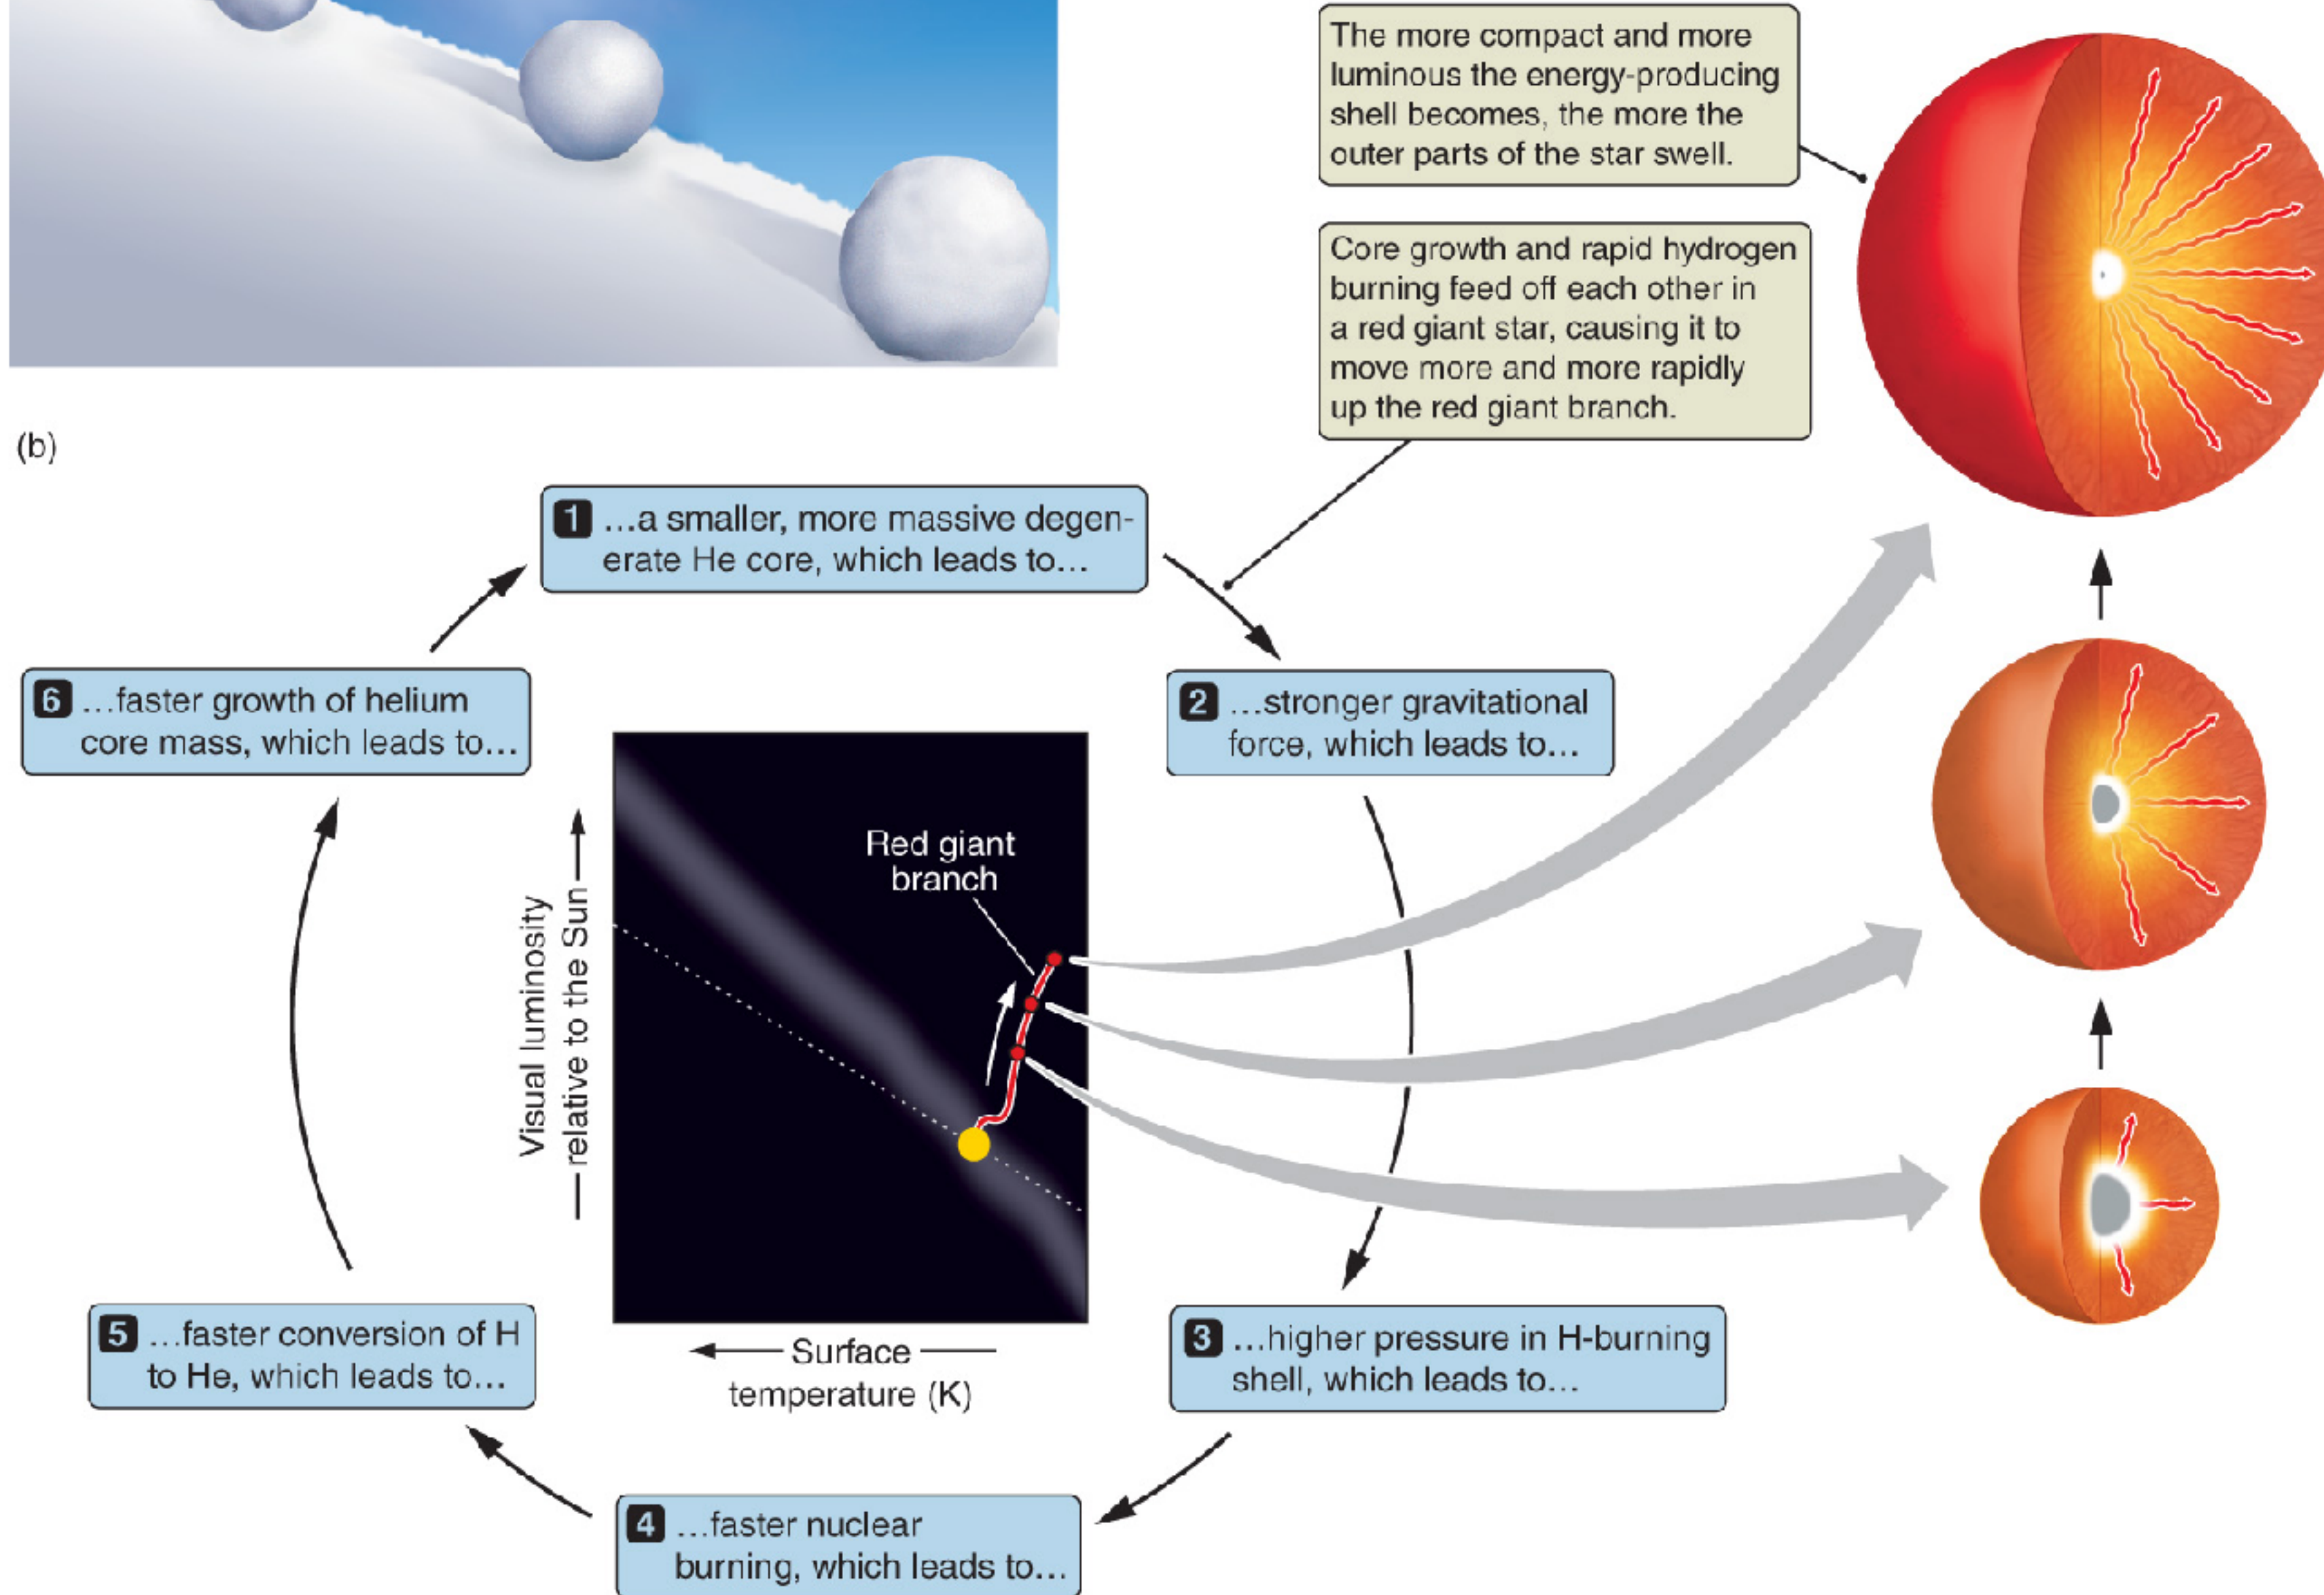 The more compact and more
luminous the energy-producing
shell becomes, the more the
outer parts of the star swell.
Core growth and rapid hydrogen
burning feed off each other in
a red giant star, causing it to
move more and more rapidly
up the red giant branch.
(b)
1 …a smaller, more massive degen-
erate He core, which leads to…
2 …stronger gravitational
force, which leads to…
3 …higher pressure in H-burning
shell, which leads to…
4 …faster nuclear
burning, which leads to…
5 …faster conversion of H
to He, which leads to…
6 …faster growth of helium
core mass, which leads to…
Red giant
branch
Visual luminosity
relative to the Sun
Surface
temperature (K)